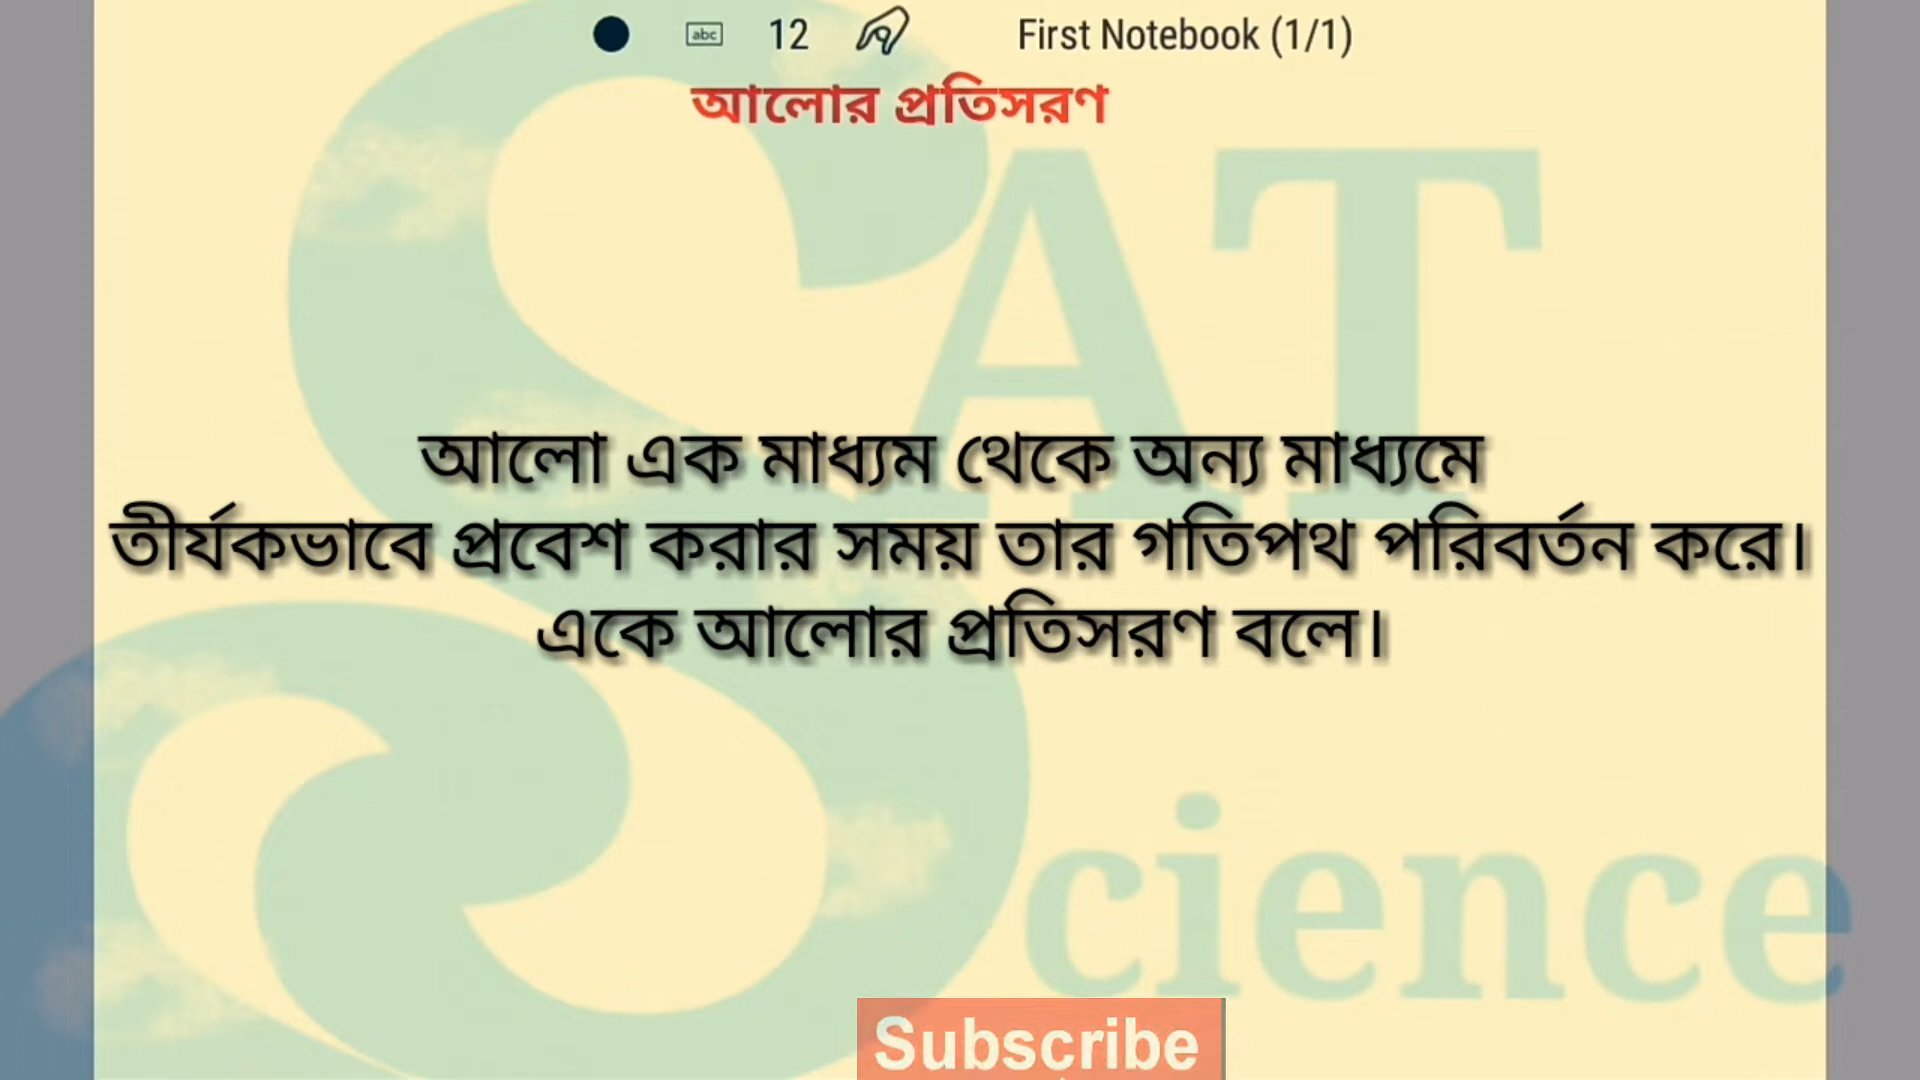 abc 12 First Notebook (1/1)
আলোর প্রতিসরণ
SAT
আলো এক মাধ্যম থেকে অন্য মাধ্যমে
তীর্যকভাবে প্রবেশ করার সময় তার গতিপথ পরিবর্তন করে।
একে আলোর প্রতিসরণ বলে।
Science
Subscribe